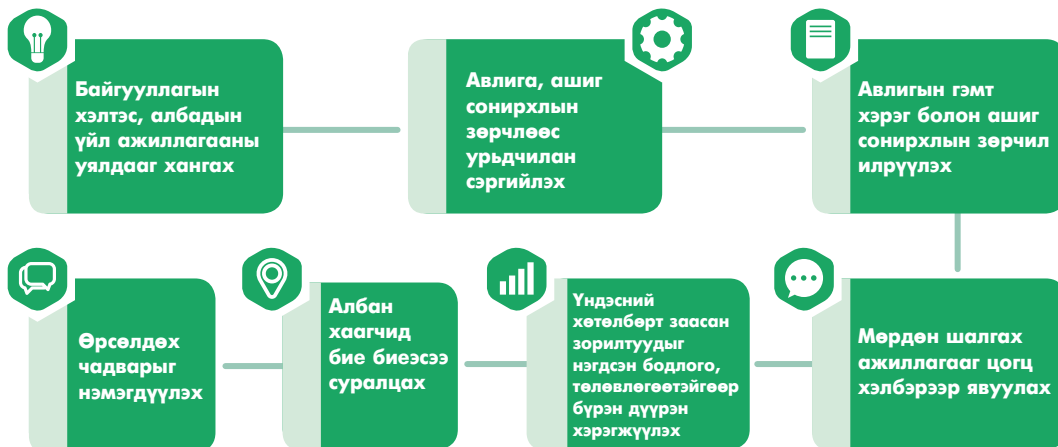 Байгууллагын
хэлтэс, албадын
үйл ажиллагааны
уялдааг хангах
Авлига, ашиг
сонирхлын
зөрчлөөс
урьдчилан
сэргийлэх
Авлигын гэмт
хэрэг болон ашиг
сонирхлын зөрчил
илрүүлэх
Өрсөлдөх
чадварыг
нэмэгдүүлэх
Албан
хаагчид
бие биеэсээ
суралцах
Үндэсний
хөтөлбөрт заасан
зорилтуудыг
нэгдсэн бодлого,
төлөвлөгөөтэйгөөр
бүрэн дүүрэн
хэрэгжүүлэх
Мөрдөн шалгах
ажиллагааг цогц
хэлбэрээр явуулах